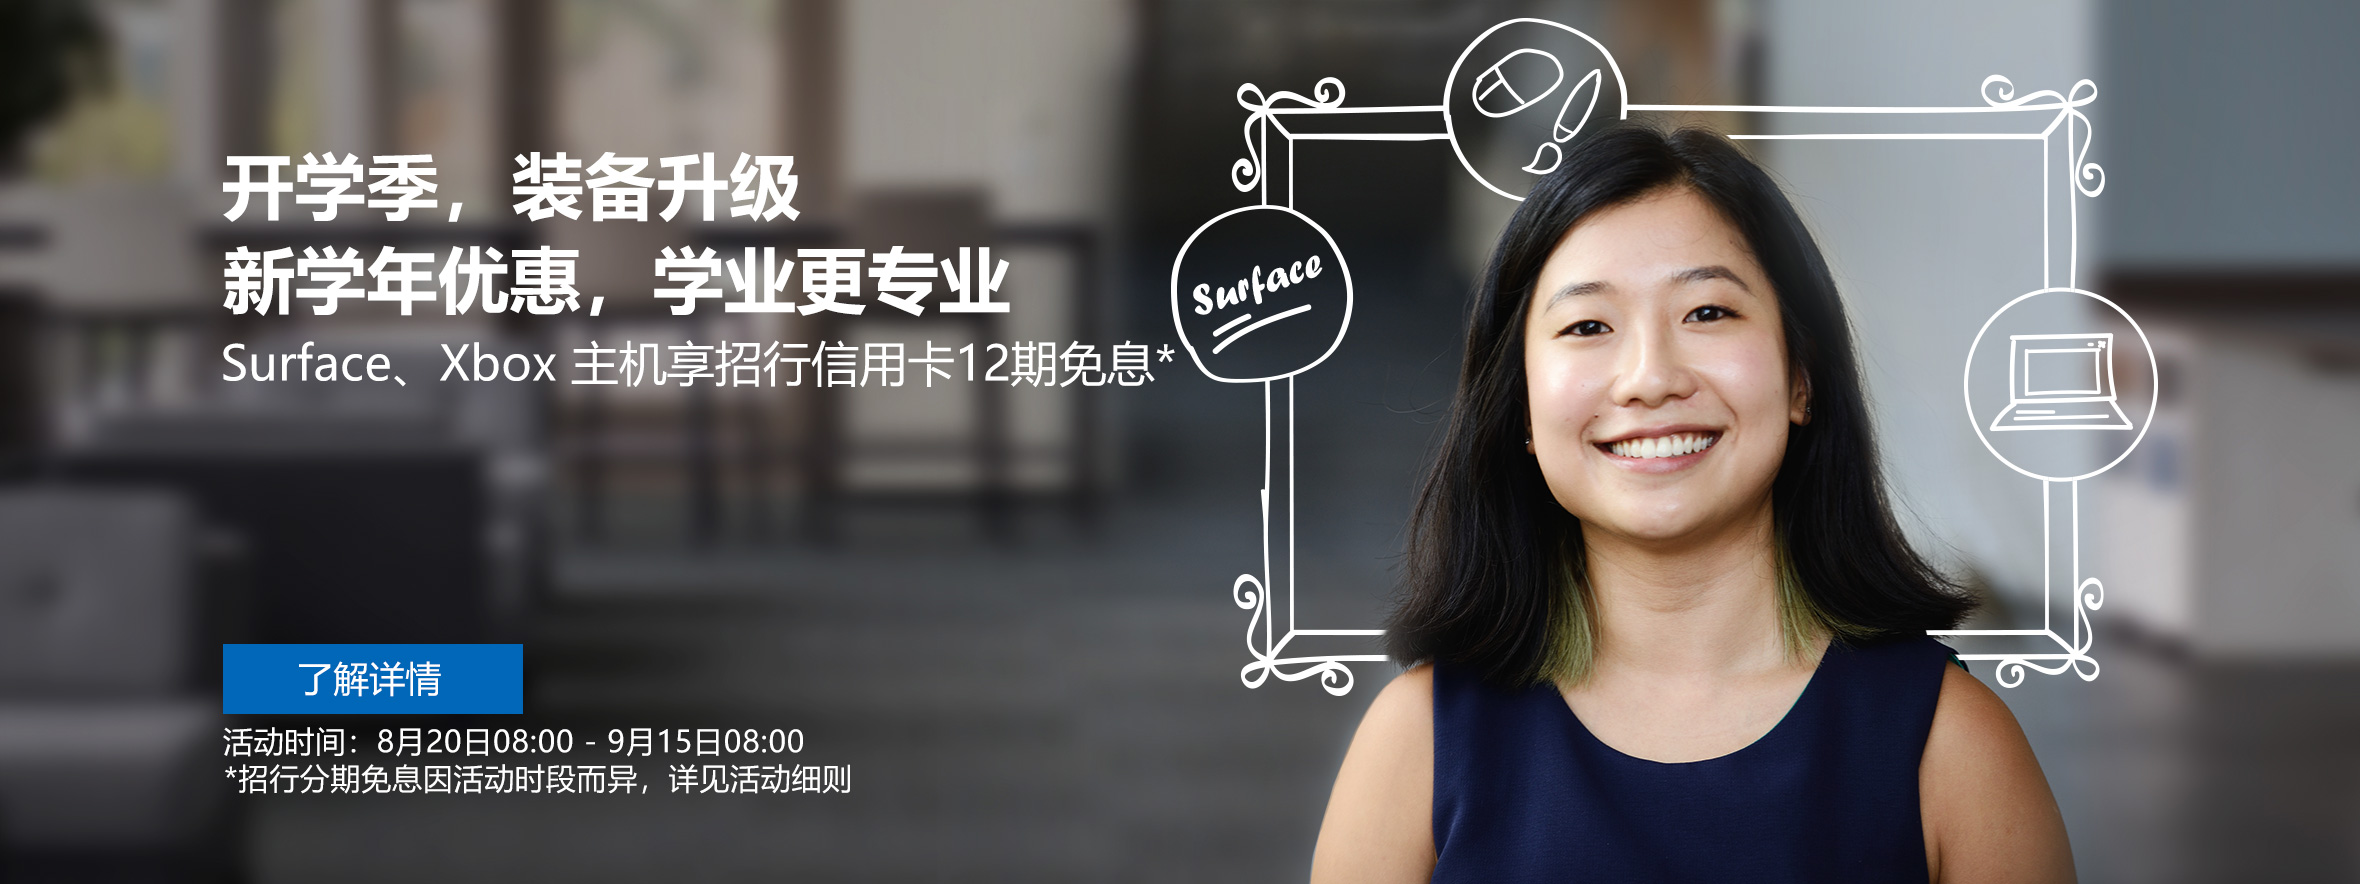 开学季，装备升级
新学年优惠，学业更专业
Surface、Xbox 主机享招行信用卡12期免息*
Surface
了解详情
活动时间：8月20日08:00 - 9月15日08:00
*招行分期免息因活动时段而异，详见活动细则